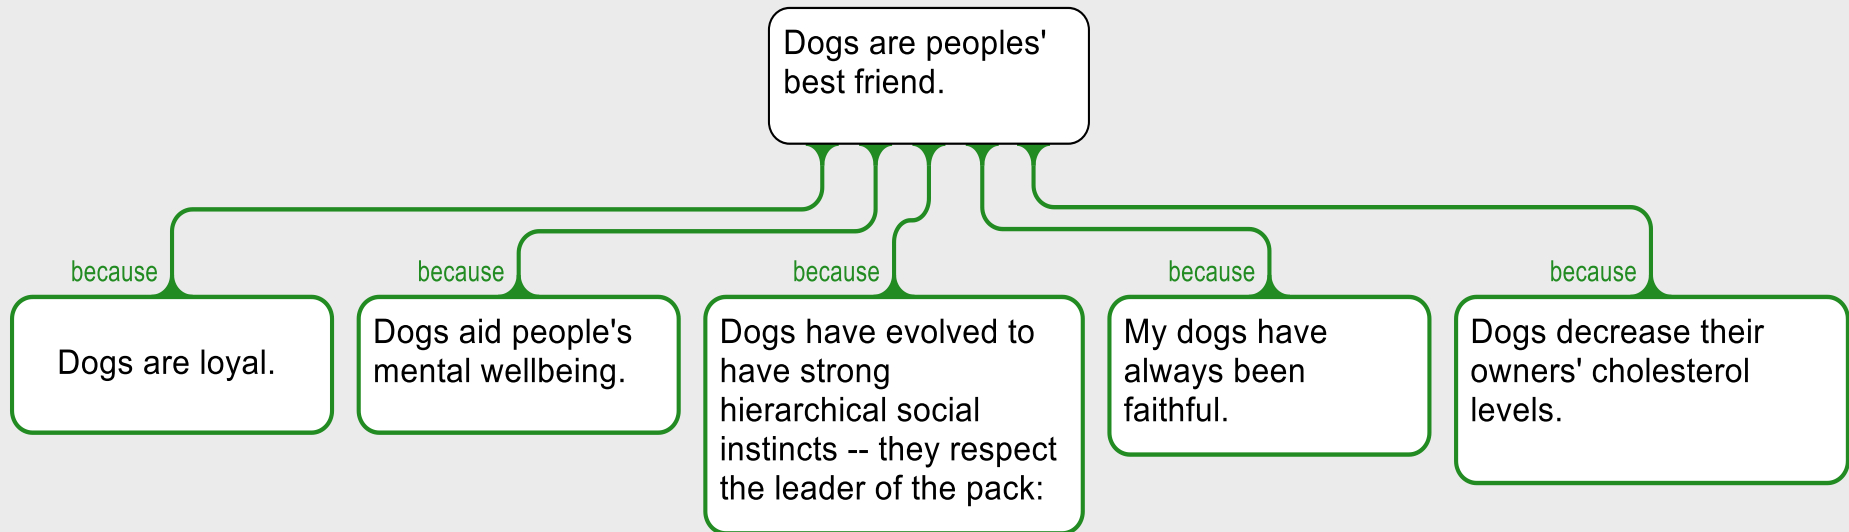 Dogs are peoples'
best friend.
because
because
because
because
because
Dogs are loyal.
Dogs aid people's
mental wellbeing.
Dogs have evolved to
have strong
hierarchical social
instincts -- they respect
the leader of the pack:
My dogs have
always been
faithful.
Dogs decrease their
owners' cholesterol
levels.